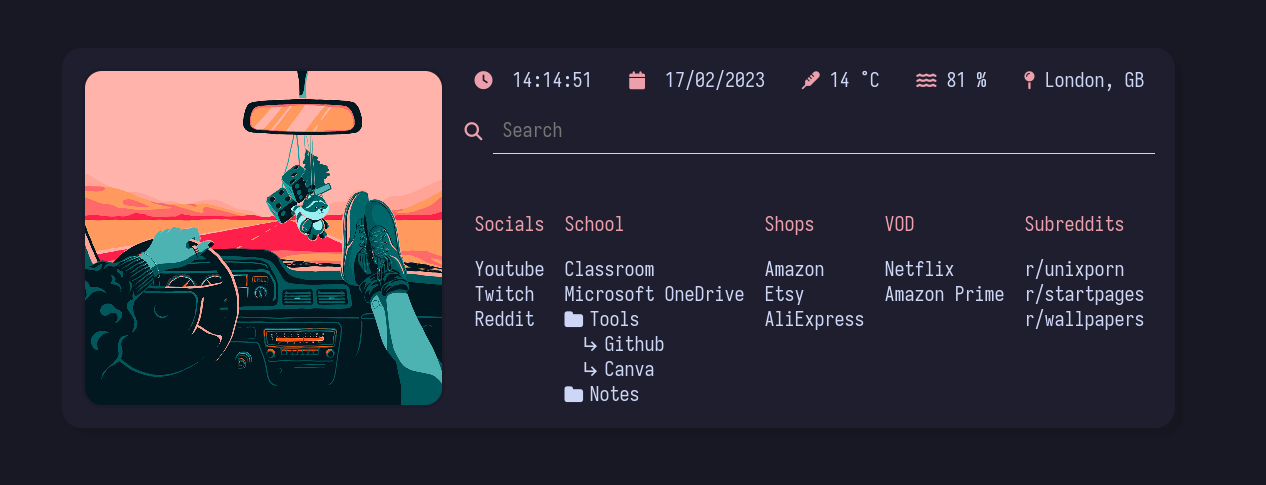 14:14:51 17/02/2023 14 °C 81 % London, GB
Search
Socials School Shops VOD Subreddits
Youtube Classroom Amazon Netflix r/unixporn
Twitch Microsoft OneDrive Etsy Amazon Prime r/startpages
Reddit Tools AliExpress r/wallpapers
↳ Github
↳ Canva
Notes